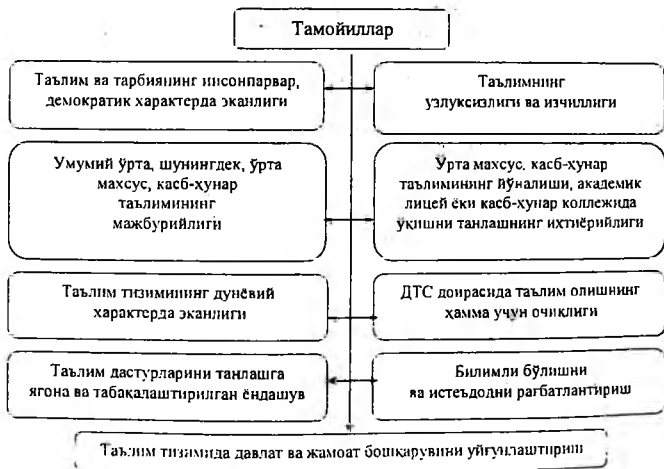 Тамойиллар
Таълим ва тарбиянинг инсонпарвар,
демократик характерда эканлиги
Таълимнинг
узлуксизлиги ва изчиллиги
Умумий ўрта, шунингдек, ўрта
махсус, касб-ҳунар
таълимининг
мажбурийлиги
Ўрта махсус, касб-ҳунар
таълимининг йўналиши, академик
лицей ёки касб-ҳунар коллежида
ўқишни танлашнинг ихтиёрийлиги
Таълим тизимининг дунёвий
характерда эканлиги
ДТС доирасида таълим олишнинг
ҳамма учун очиқлиги
Таълим дастурларини танлашга
ягона ва табақалаштирилган ёндашув
Билимли бўлишни
ва истеъдодни рағбатлантириш
Таълим тизимида давлат ва жамоат бошқарувини уйғунлаштириш